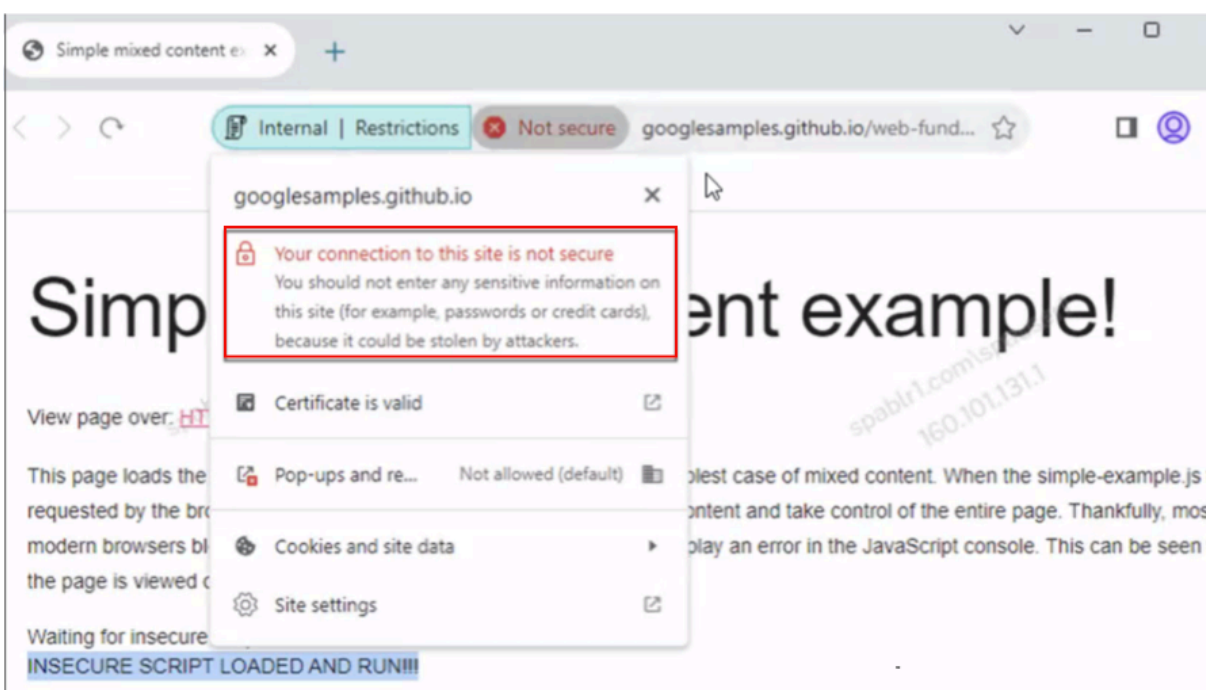 Simple mixed content ex
Internal | Restrictions
Not secure
googlesamples.github.io/web-fund...
googlesamples.github.io
Your connection to this site is not secure
You should not enter any sensitive information on
this site (for example, passwords or credit cards),
because it could be stolen by attackers.
Certificate is valid
Pop-ups and re... Not allowed (default)
Cookies and site data
Site settings
Simp ent example!
View page over: HT
This page loads the plest case of mixed content. When the simple-example.js
requested by the bro ontent and take control of the entire page. Thankfully, mos
modern browsers bl play an error in the JavaScript console. This can be seen
the page is viewed
Waiting for insecure
INSECURE SCRIPT LOADED AND RUN!!!!
160.101.131.1